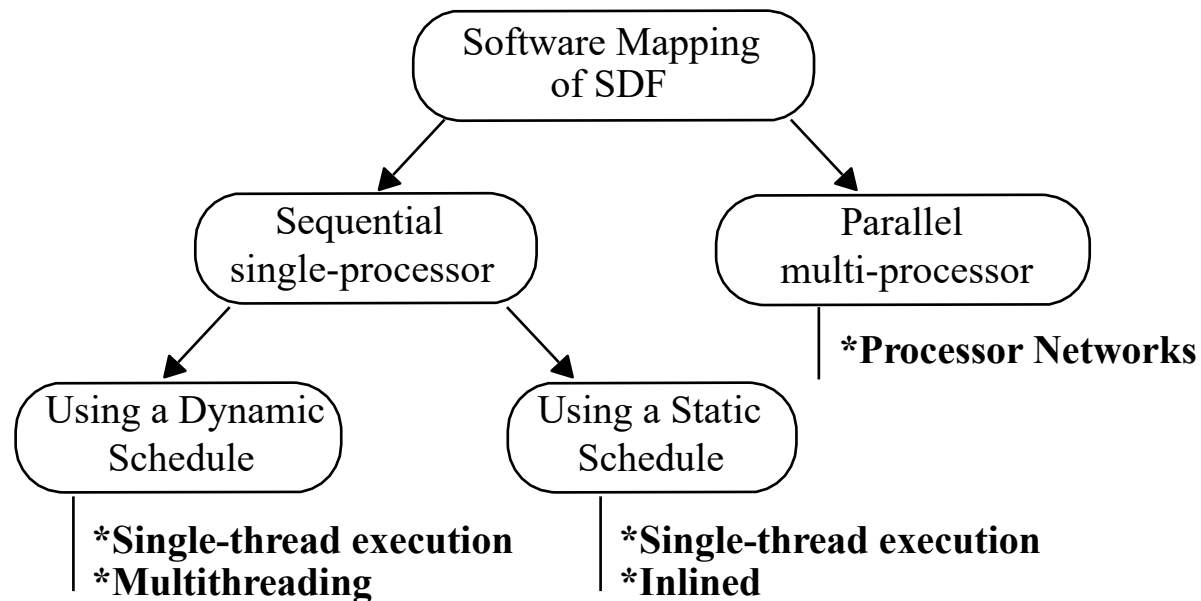 Software Mapping
of SDF
Sequential
single-processor
Parallel
multi-processor
*Processor Networks
Using a Dynamic
Schedule
Using a Static
Schedule
*Single-thread execution
*Multithreading
*Single-thread execution
*Inlined